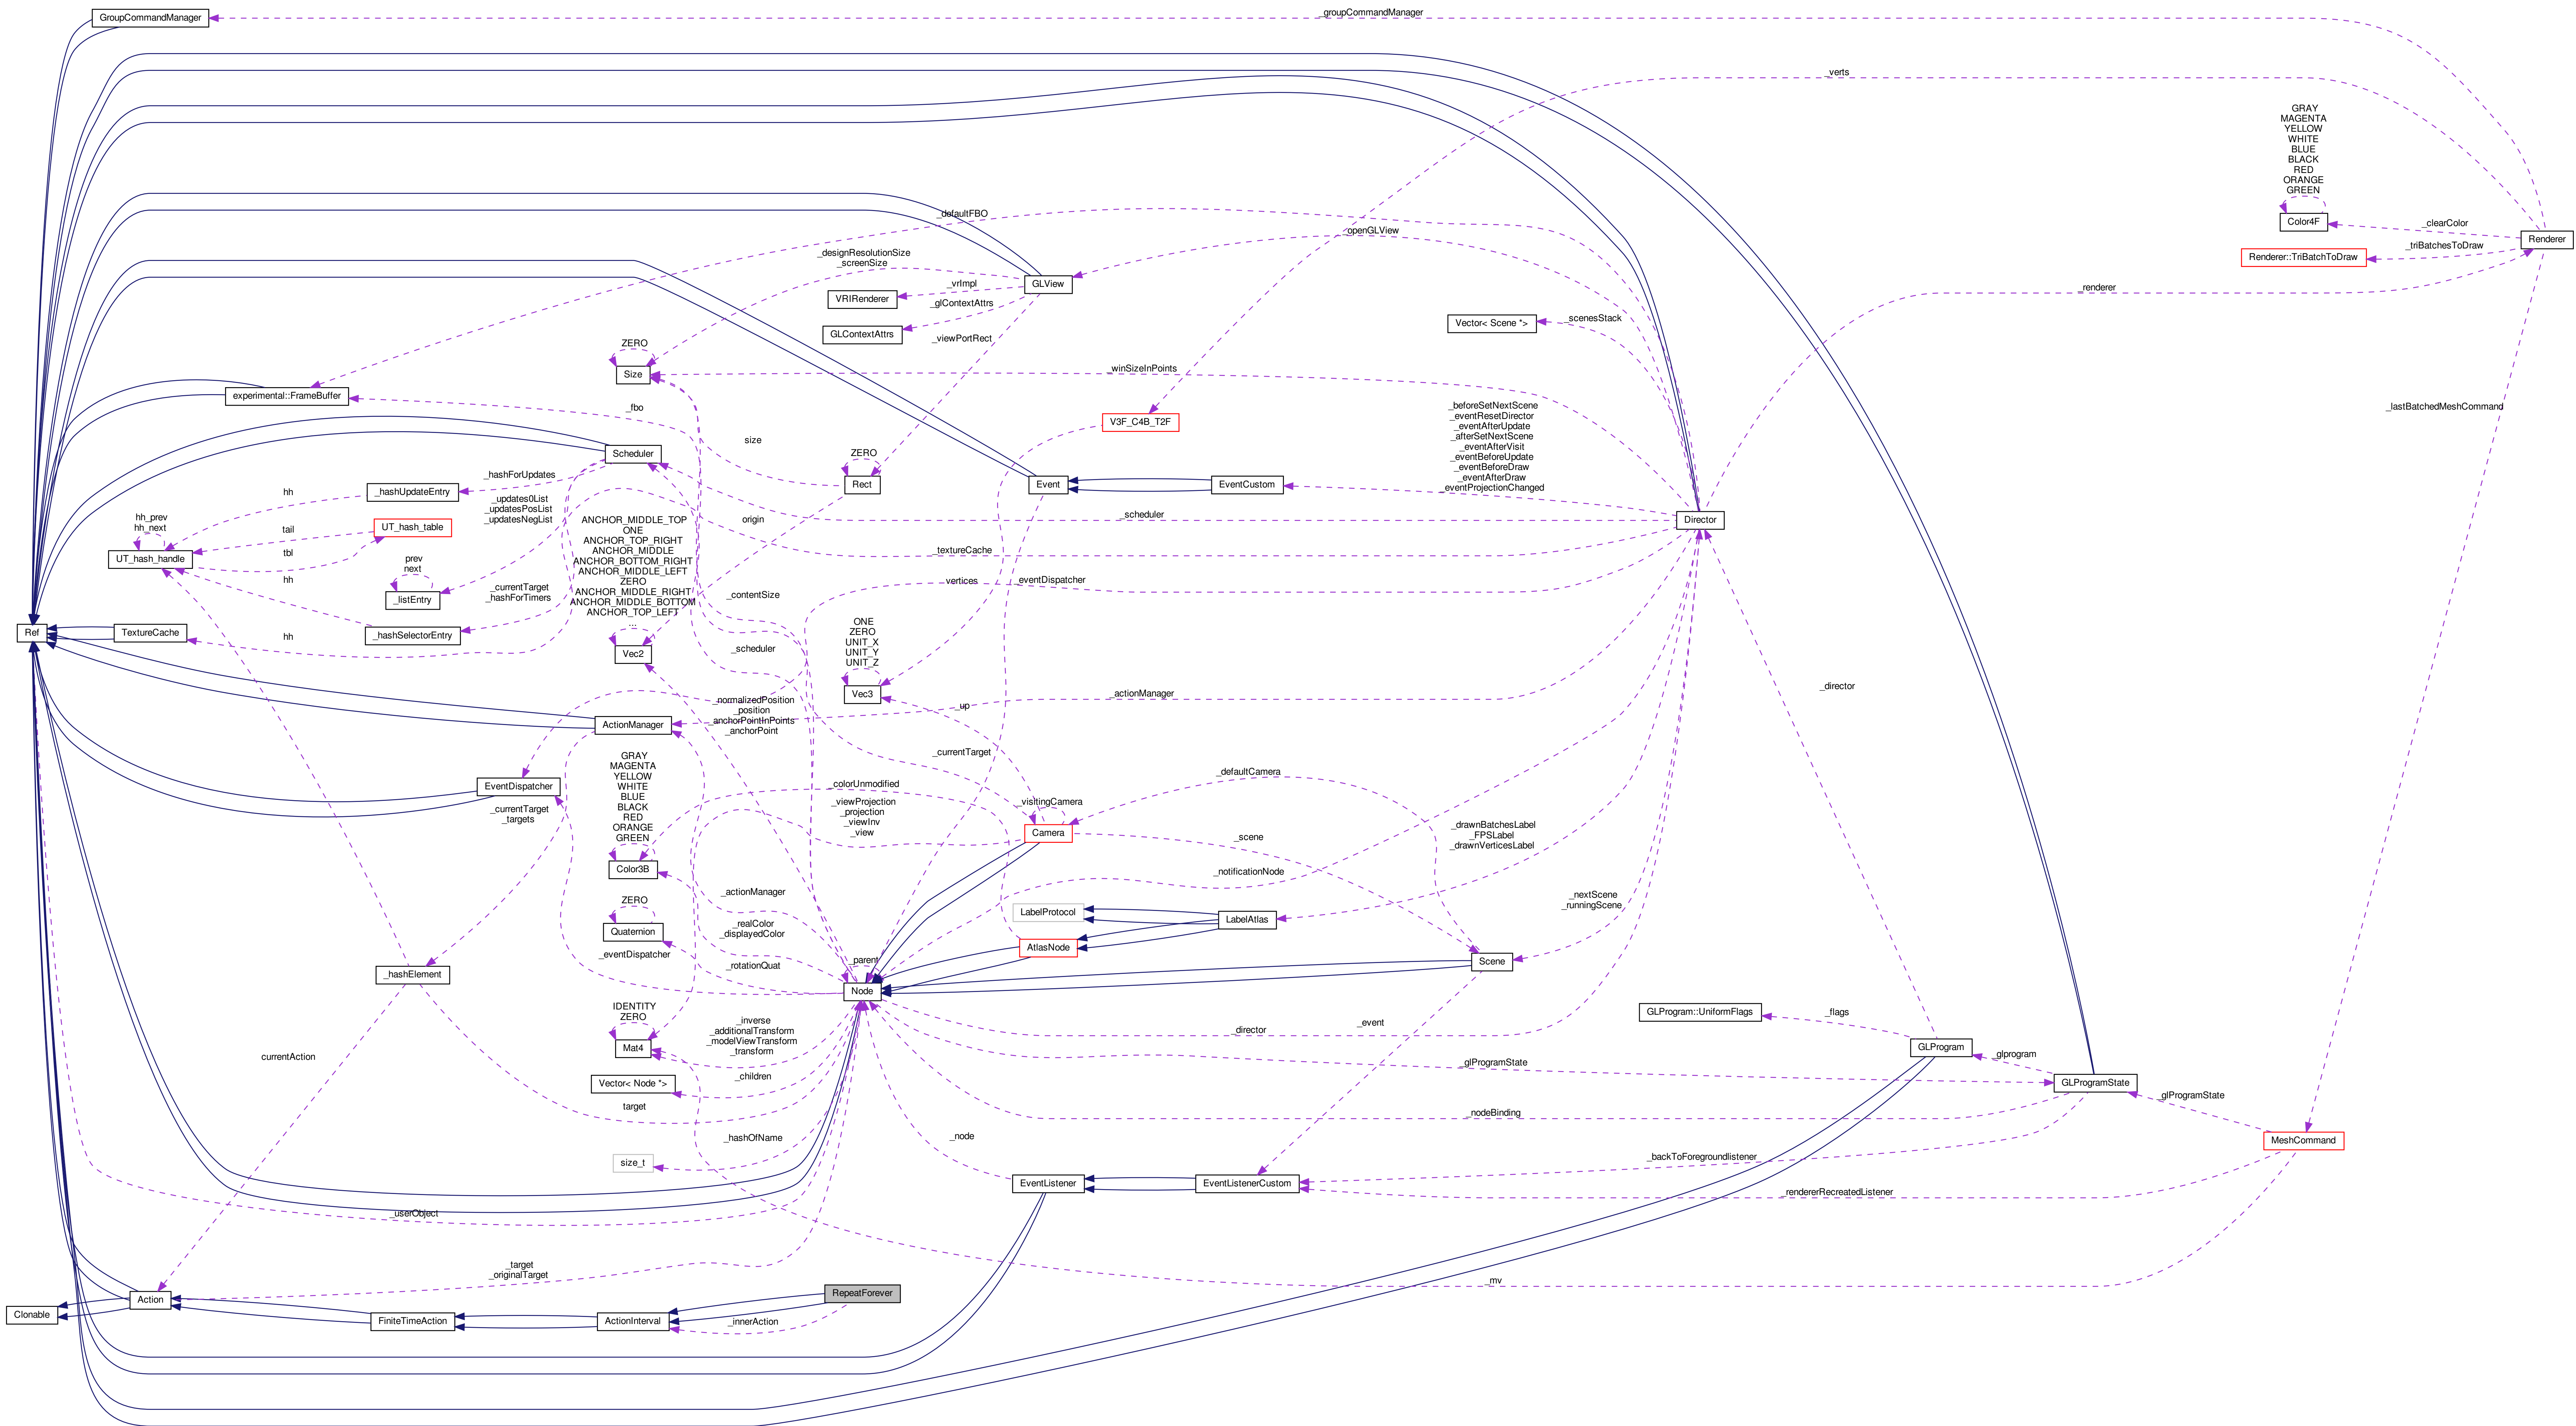 GroupCommandManager
_groupCommandManager
_verts
GRAY
MAGENTA
YELLOW
WHITE
BLUE
BLACK
RED
ORANGE
GREEN
Color4F
_clearColor
Renderer
_triBatchesToDraw
Renderer::TriBatchToDraw
_defaultFBO
_openGLView
_designResolutionSize
_screenSize
GLView
_vrImpl
VRIRenderer
_glContextAttrs
GLContextAttrs
_viewPortRect
_renderer
_scenesStack
Vector< Scene *>
ZERO
Size
_winSizeInPoints
experimental::FrameBuffer
_fbo
_lastBatchedMeshCommand
V3F_C4B_T2F
_beforeSetNextScene
_eventResetDirector
_eventAfterUpdate
_afterSetNextScene
_eventAfterVisit
_eventBeforeUpdate
_eventBeforeDraw
_eventAfterDraw
_eventProjectionChanged
size
Scheduler
ZERO
Rect
Event
EventCustom
_hashForUpdates
_hashUpdateEntry
hh
_updates0List
_updatesPosList
_updatesNegList
hh_prev
hh_next
UT_hash_handle
tail
UT_hash_table
tbl
origin
_scheduler
Director
ANCHOR_MIDDLE_TOP
ONE
ANCHOR_TOP_RIGHT
ANCHOR_MIDDLE
ANCHOR_BOTTOM_RIGHT
ANCHOR_MIDDLE_LEFT
ZERO
ANCHOR_MIDDLE_RIGHT
ANCHOR_MIDDLE_BOTTOM
ANCHOR_TOP_LEFT
...
Vec2
_textureCache
prev
next
_listEntry
hh
_currentTarget
_hashForTimers
_hashSelectorEntry
_contentSize
vertices
_eventDispatcher
Ref
TextureCache
hh
_scheduler
ONE
ZERO
UNIT_X
UNIT_Y
UNIT_Z
Vec3
_director
_actionManager
_up
_normalizedPosition
_position
_anchorPointInPoints
_anchorPoint
ActionManager
_currentTarget
GRAY
MAGENTA
YELLOW
WHITE
BLUE
BLACK
RED
ORANGE
GREEN
Color3B
EventDispatcher
_currentTarget
_targets
_colorUnmodified
_viewProjection
_projection
_viewInv
_view
_defaultCamera
_visitingCamera
Camera
_scene
_drawnBatchesLabel
_FPSLabel
_drawnVerticesLabel
_notificationNode
_actionManager
_nextScene
_runningScene
ZERO
Quaternion
_realColor
_displayedColor
LabelProtocol
LabelAtlas
AtlasNode
_eventDispatcher
_rotationQuat
_parent
Scene
_hashElement
Node
IDENTITY
ZERO
Mat4
_inverse
_additionalTransform
_modelViewTransform
_transform
_director
_event
GLProgram::UniformFlags
_flags
GLProgram
_glprogram
currentAction
Vector< Node *>
_children
_glProgramState
GLProgramState
target
_nodeBinding
_glProgramState
_hashOfName
size_t
_node
MeshCommand
_backToForegroundlistener
EventListener
EventListenerCustom
_rendererRecreatedListener
_userObject
_target
_originalTarget
_mv
Action
RepeatForever
Clonable
FiniteTimeAction
ActionInterval
_innerAction